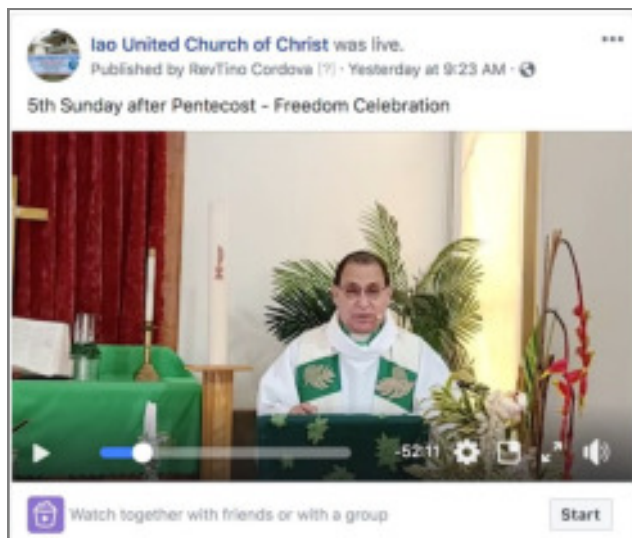 Iao United Church of Christ was live.
Published by RevTino Cordova [?] · Yesterday at 9:23 AM ·
5th Sunday after Pentecost - Freedom Celebration
-52:11
Watch together with friends or with a group
Start